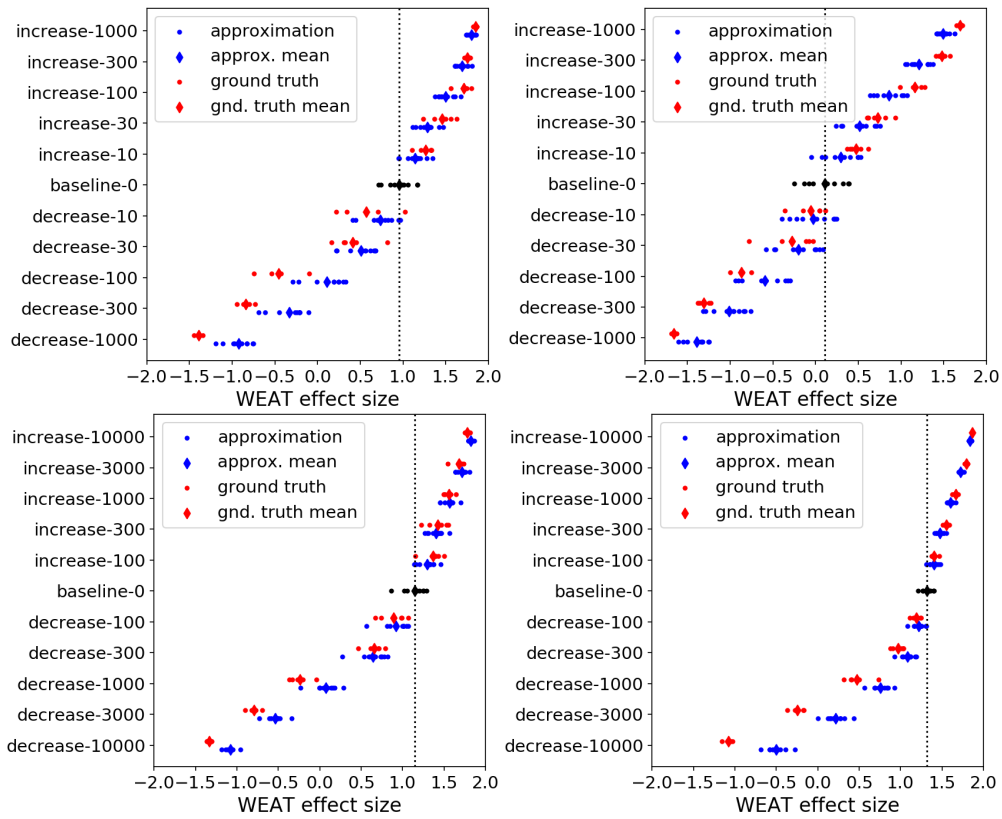 increase-1000
increase-300
increase-100
increase-30
increase-10
baseline-0
decrease-10
decrease-30
decrease-100
decrease-300
decrease-1000
approximation
approx. mean
ground truth
gnd. truth mean
−2.0 −1.5 −1.0 −0.5 0.0 0.5 1.0 1.5 2.0
WEAT effect size
increase-1000
increase-300
increase-100
increase-30
increase-10
baseline-0
decrease-10
decrease-30
decrease-100
decrease-300
decrease-1000
approximation
approx. mean
ground truth
gnd. truth mean
−2.0 −1.5 −1.0 −0.5 0.0 0.5 1.0 1.5 2.0
WEAT effect size
increase-10000
increase-3000
increase-1000
increase-300
increase-100
baseline-0
decrease-100
decrease-300
decrease-1000
decrease-3000
decrease-10000
approximation
approx. mean
ground truth
gnd. truth mean
−2.0 −1.5 −1.0 −0.5 0.0 0.5 1.0 1.5 2.0
WEAT effect size
increase-10000
increase-3000
increase-1000
increase-300
increase-100
baseline-0
decrease-100
decrease-300
decrease-1000
decrease-3000
decrease-10000
approximation
approx. mean
ground truth
gnd. truth mean
−2.0 −1.5 −1.0 −0.5 0.0 0.5 1.0 1.5 2.0
WEAT effect size